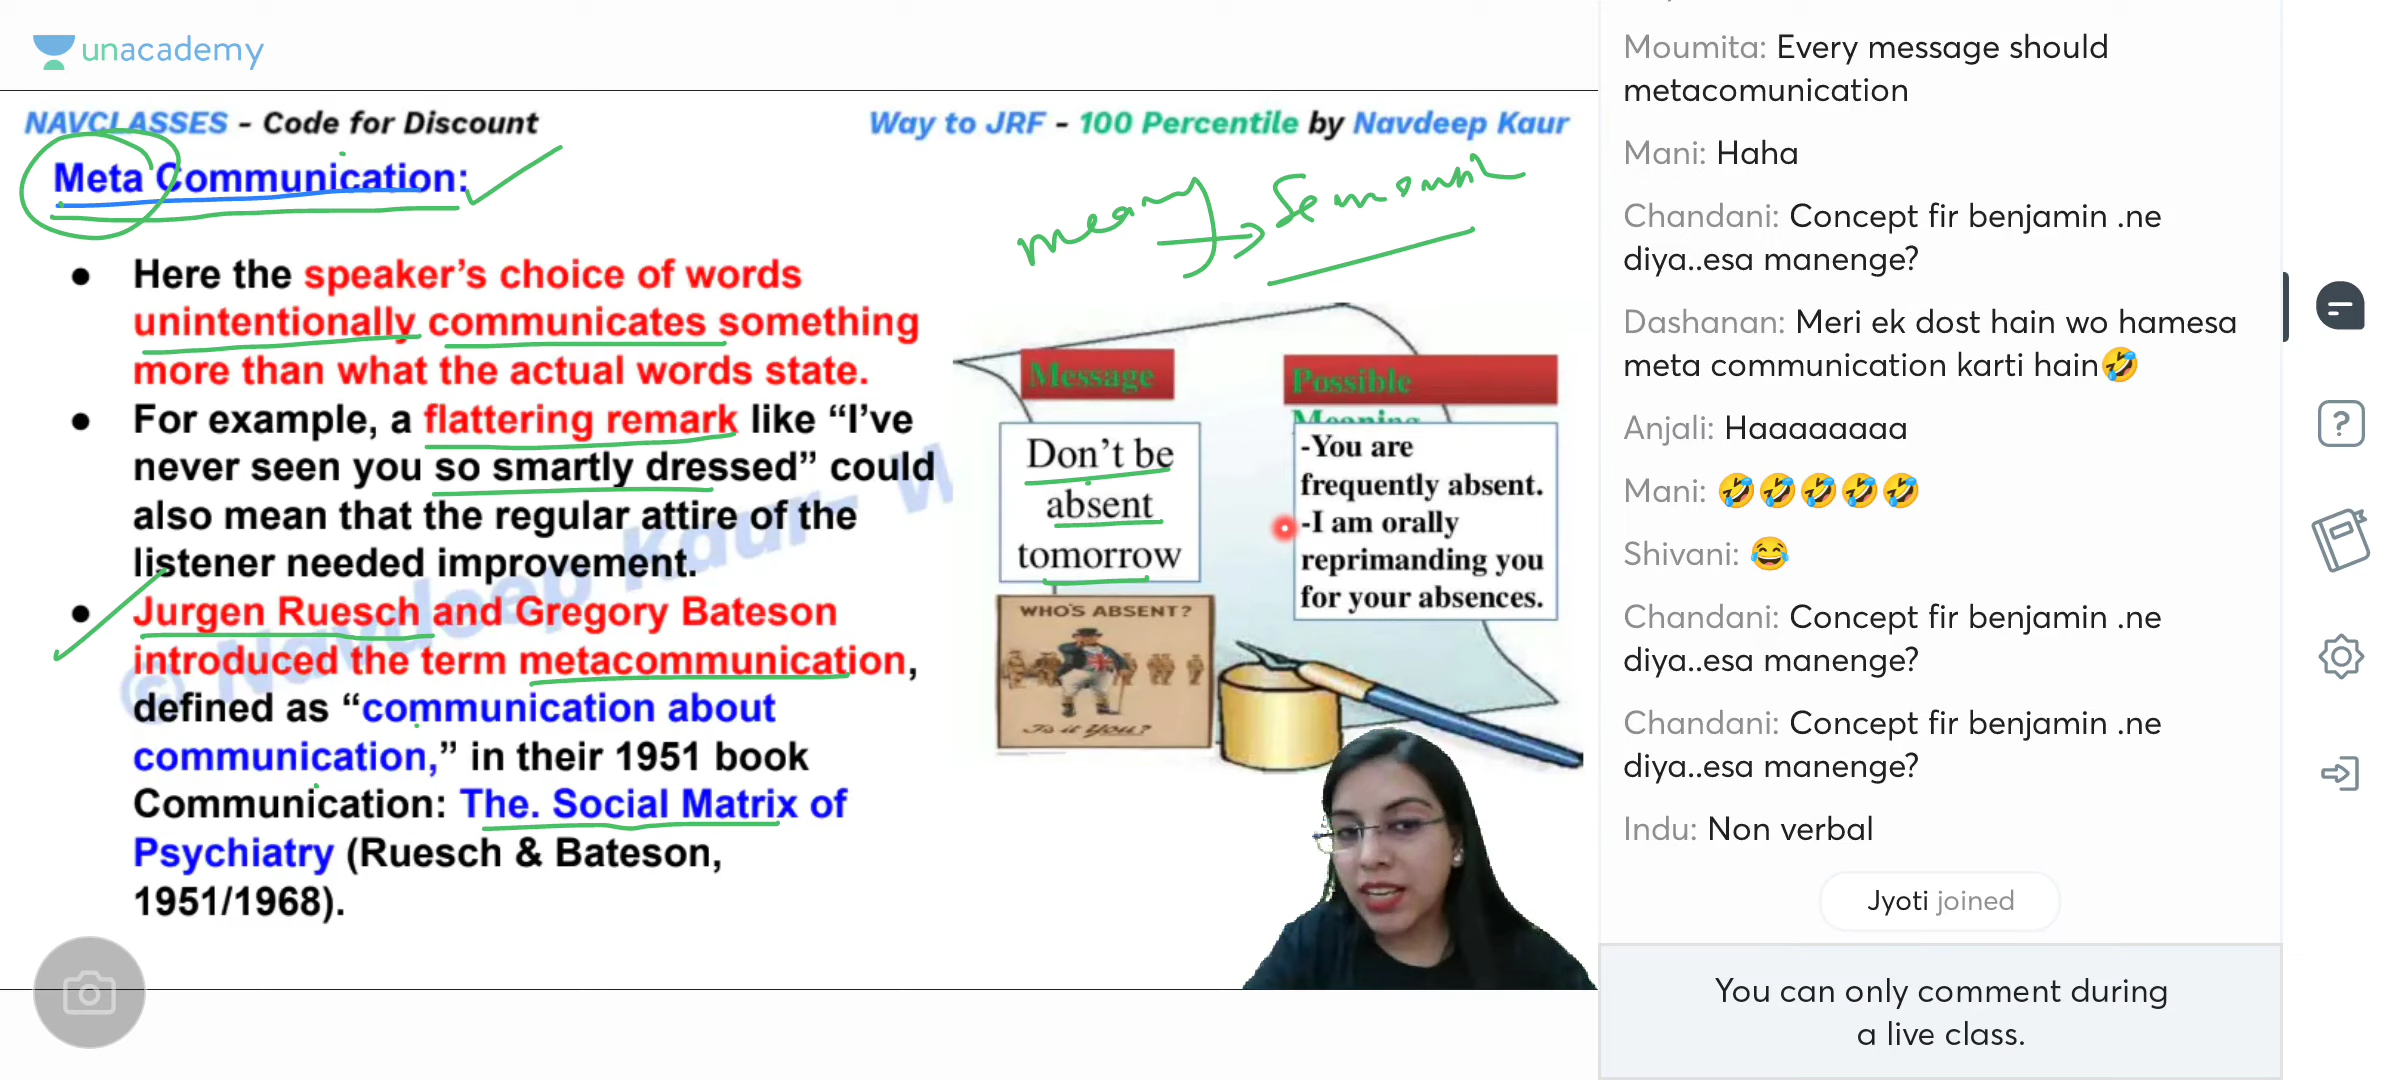 unacademy
NAVCLASSES - Code for Discount
Way to JRF - 100 Percentile by Navdeep Kaur
Meta Communication:
● Here the speaker's choice of words
unintentionally communicates something
more than what the actual words state.
● For example, a flattering remark like “I've
never seen you so smartly dressed” could
also mean that the regular attire of the
listener needed improvement.
● Jurgen Ruesch and Gregory Bateson
introduced the term metacommunication,
defined as “communication about
communication,” in their 1951 book
Communication: The. Social Matrix of
Psychiatry (Ruesch & Bateson,
1951/1968).
© Navdeep Kaur- W
Message
Don't be
absent
tomorrow
Possible
Meaning
-You are
frequently absent.
-I am orally
reprimanding you
for your absences.
WHO'S ABSENT?
Is it You?
Moumita: Every message should
metacomunication
Mani: Haha
Chandani: Concept fir benjamin .ne
diya..esa manenge?
Dashanan: Meri ek dost hain wo hamesa
meta communication karti hain🤣
Anjali: Haaaaaaaa
Mani: 🤣🤣🤣🤣🤣
Shivani: 😂
Chandani: Concept fir benjamin .ne
diya..esa manenge?
Chandani: Concept fir benjamin .ne
diya..esa manenge?
Indu: Non verbal
Jyoti joined
You can only comment during
a live class.